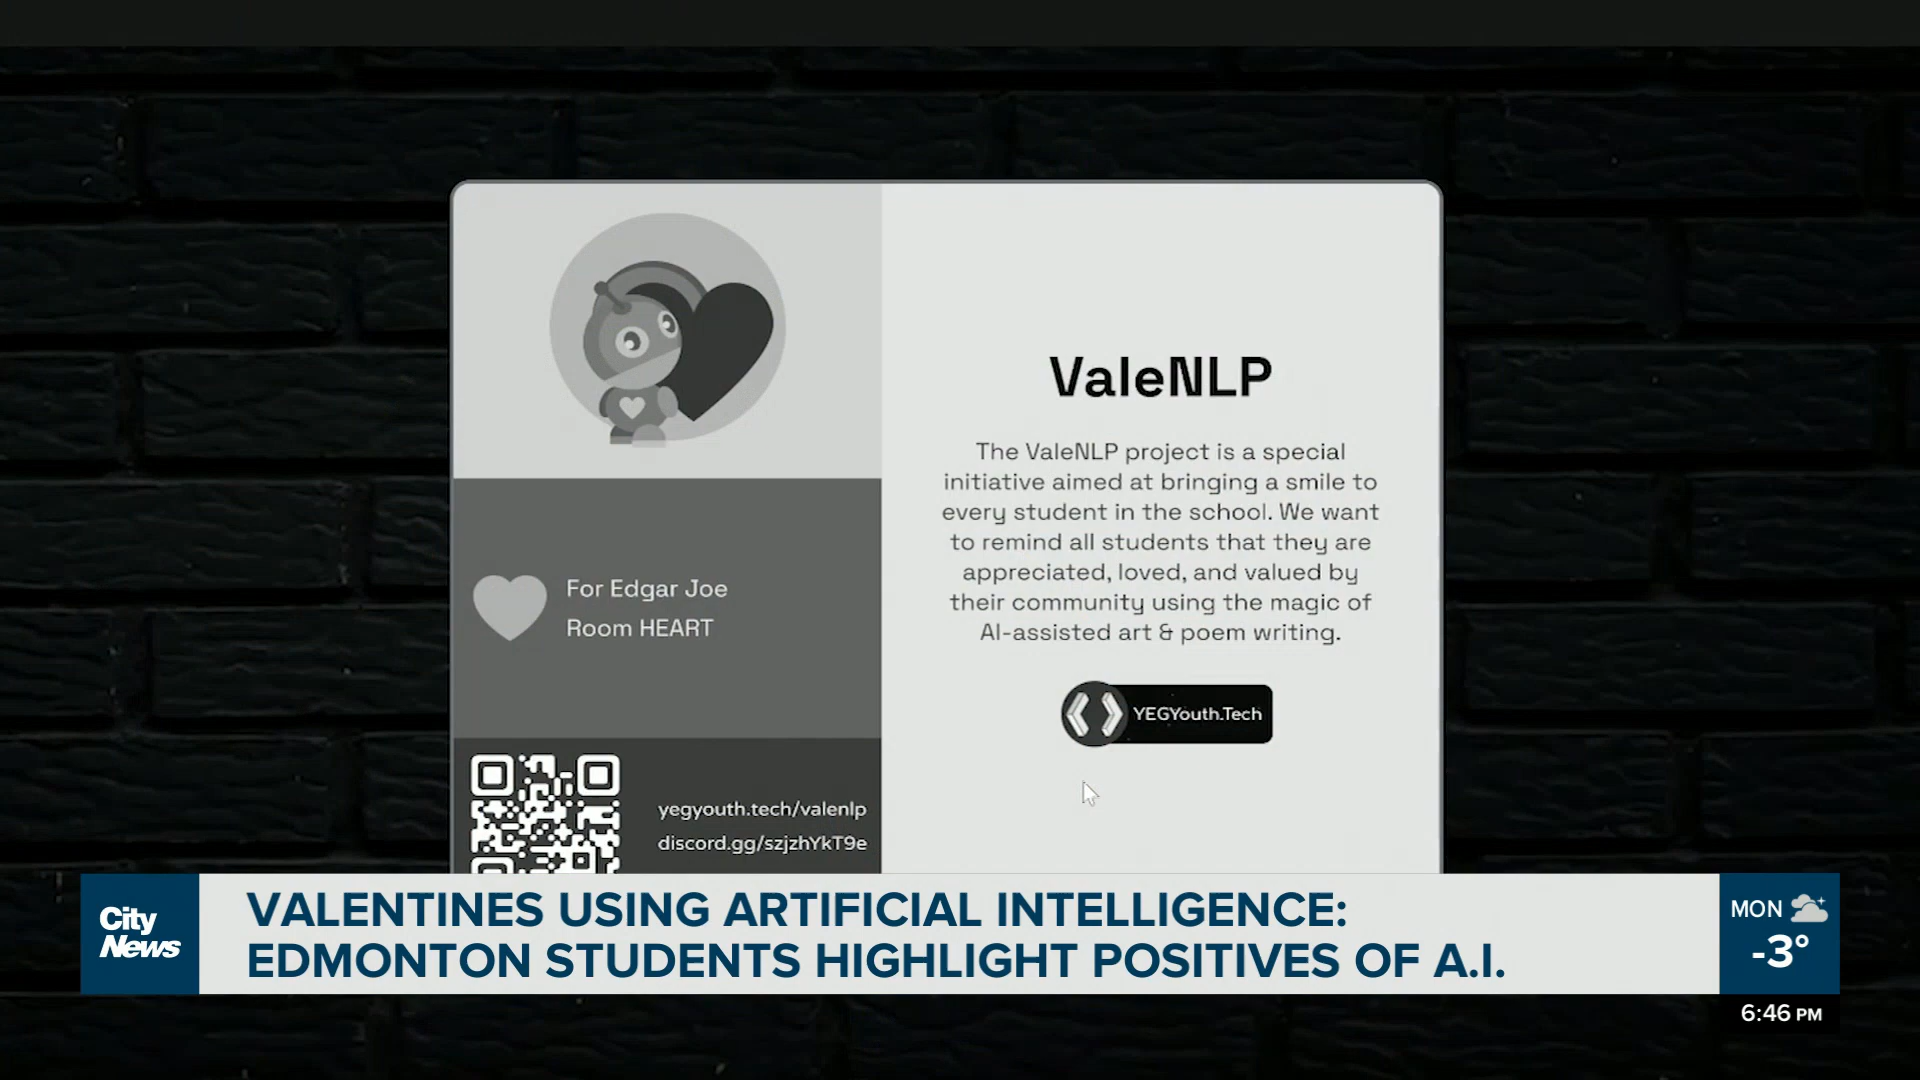 ValeNLP
The ValeNLP project is a special
initiative aimed at bringing a smile to
every student in the school. We want
to remind all students that they are
appreciated, loved, and valued by
their community using the magic of
AI-assisted art & poem writing.
YEGYouth.Tech
For Edgar Joe
Room HEART
yegyouth.tech/valenlp
discord.gg/szjzhYkT9e
City
News
VALENTINES USING ARTIFICIAL INTELLIGENCE:
EDMONTON STUDENTS HIGHLIGHT POSITIVES OF A.I.
MON
-3°
6:46 PM